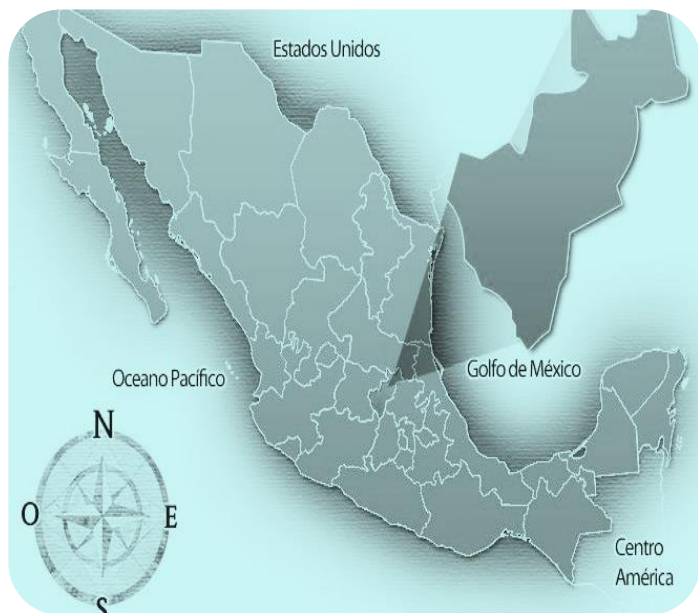 Estados Unidos
Golfo de México
Oceano Pacífico
N
O
E
S
Centro
América